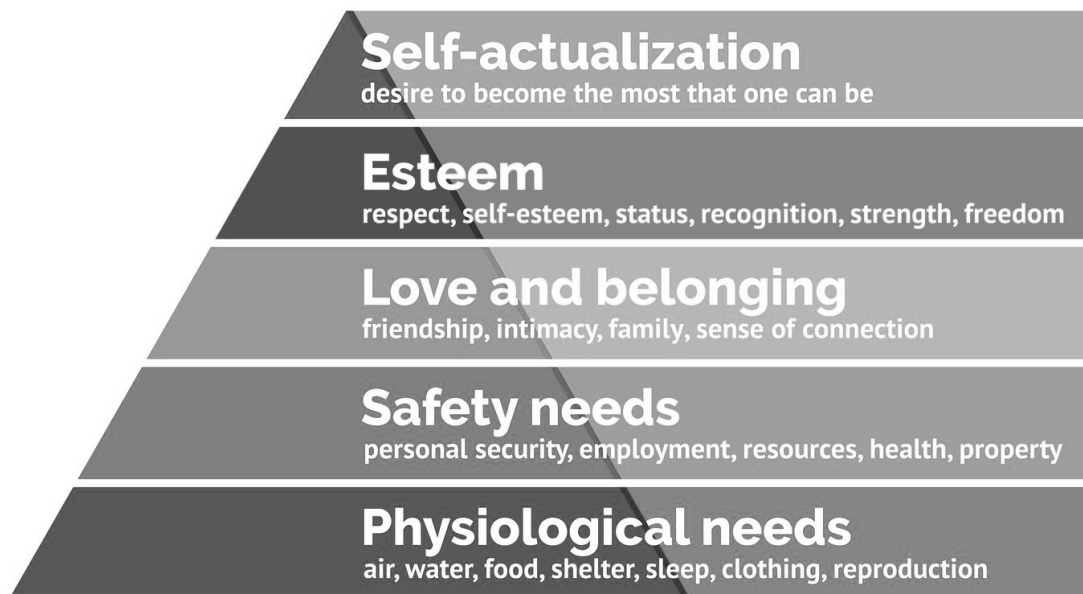 Self-actualization
desire to become the most that one can be
Esteem
respect, self-esteem, status, recognition, strength, freedom
Love and belonging
friendship, intimacy, family, sense of connection
Safety needs
personal security, employment, resources, health, property
Physiological needs
air, water, food, shelter, sleep, clothing, reproduction